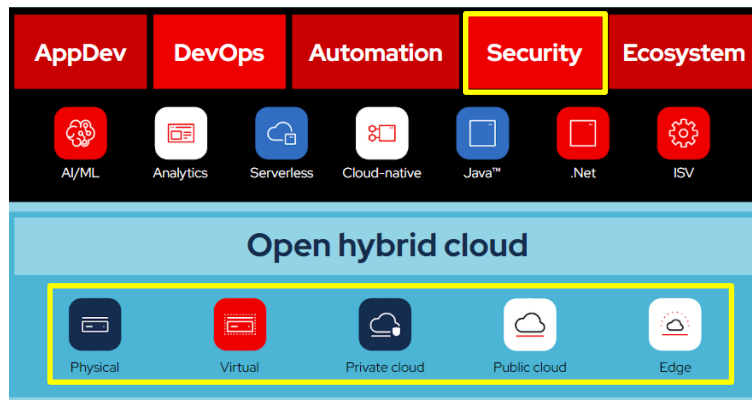 AppDev DevOps Automation Security Ecosystem
AI/ML Analytics Serverless Cloud-native Java™ .Net ISV
Open hybrid cloud
Physical Virtual Private cloud Public cloud Edge